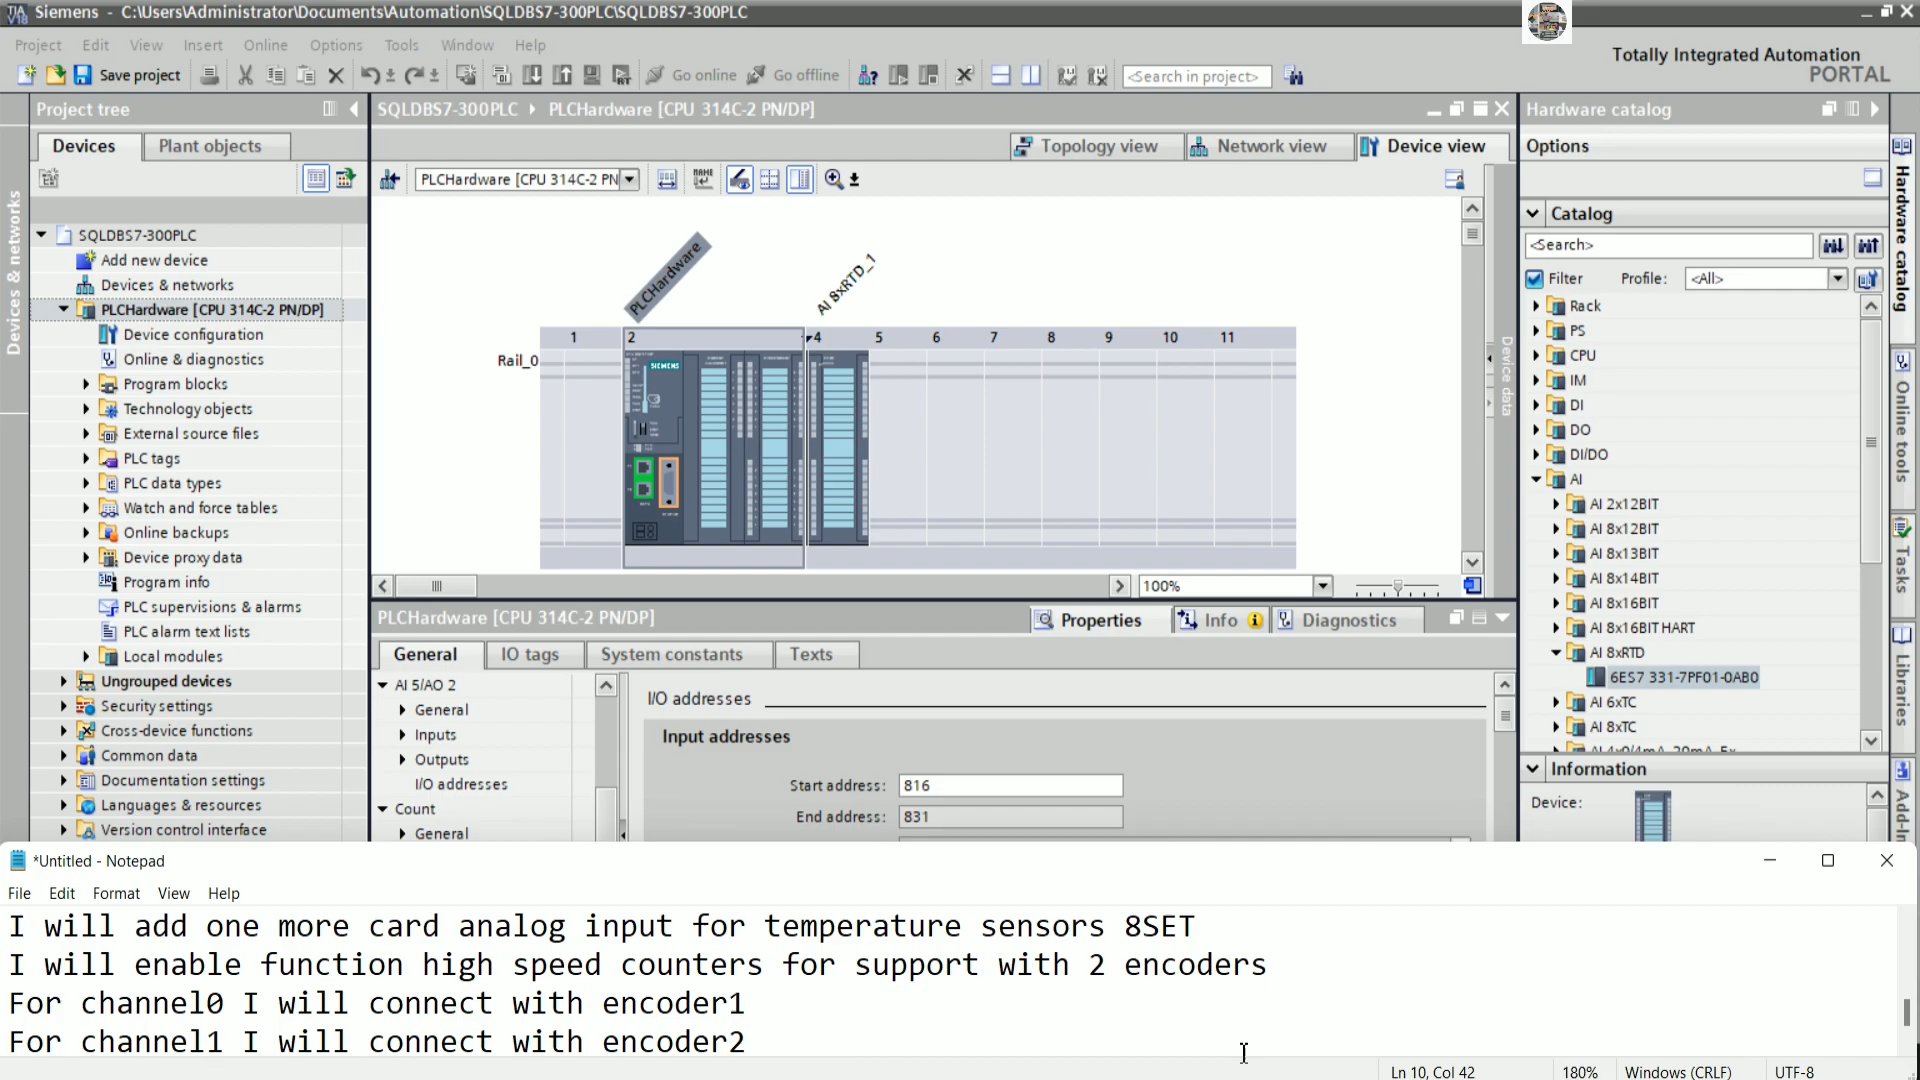 Siemens - C:\Users\Administrator\Documents\Automation\SQLDBS7-300PLC\SQLDBS7-300PLC
Project Edit View Insert Online Options Tools Window Help
Totally Integrated Automation
PORTAL
Save project
Go online
Go offline
<Search in project>
Project tree
SQLDBS7-300PLC
PLCHardware [CPU 314C-2 PN/DP]
Hardware catalog
Devices
Plant objects
Topology view
Network view
Device view
Options
PLCHardware [CPU 314C-2 PN
Devices & networks
SQLDBS7-300PLC
Add new device
Devices & networks
PLCHardware [CPU 314C-2 PN/DP]
Device configuration
Online & diagnostics
Program blocks
Technology objects
External source files
PLC tags
PLC data types
Watch and force tables
Online backups
Device proxy data
Program info
PLC supervisions & alarms
PLC alarm text lists
Local modules
Ungrouped devices
Security settings
Cross-device functions
Common data
Documentation settings
Languages & resources
Version control interface
PLCHardware
AI 8xRTD_1
1 2 4 5 6 7 8 9 10 11
Rail_0
SIEMENS
Device data
100%
PLCHardware [CPU 314C-2 PN/DP]
Properties
Info
Diagnostics
General
IO tags
System constants
Texts
AI 5/AO 2
General
Inputs
Outputs
I/O addresses
Count
General
I/O addresses
Input addresses
Start address: 816
End address: 831
Catalog
<Search>
Filter
Profile:
<All>
Rack
PS
CPU
IM
DI
DO
DI/DO
AI
AI 2x12BIT
AI 8x12BIT
AI 8x13BIT
AI 8x14BIT
AI 8x16BIT
AI 8x16BIT HART
AI 8xRTD
6ES7 331-7PF01-0AB0
AI 6xTC
AI 8xTC
Information
Device:
Hardware catalog
Online tools
Tasks
Libraries
Add-In
*Untitled - Notepad
File Edit Format View Help
I will add one more card analog input for temperature sensors 8SET
I will enable function high speed counters for support with 2 encoders
For channel0 I will connect with encoder1
For channel1 I will connect with encoder2
Ln 10, Col 42
180%
Windows (CRLF)
UTF-8